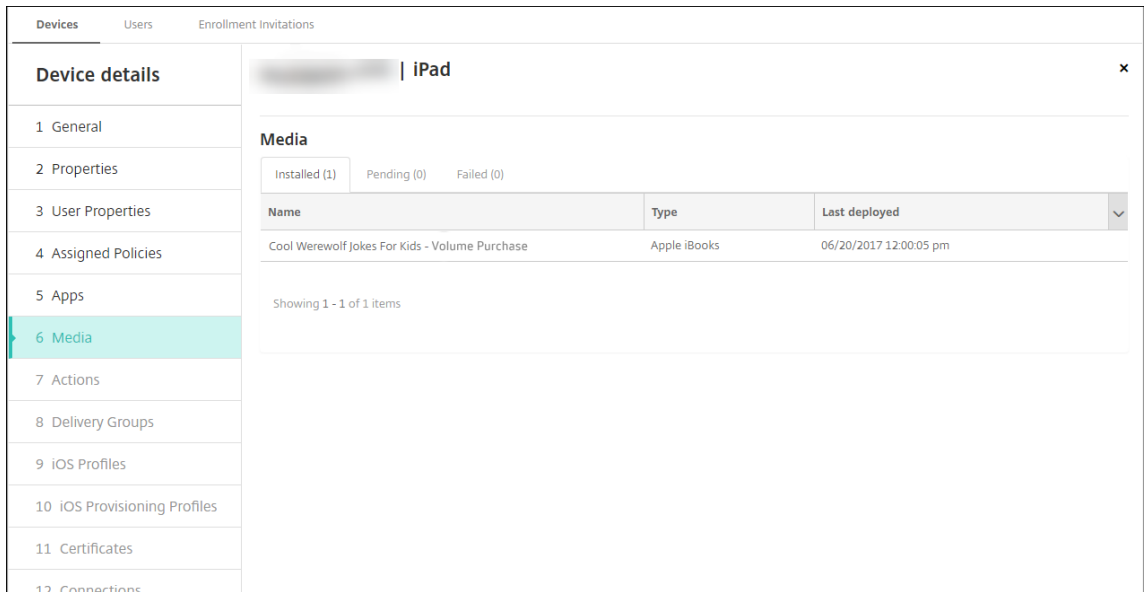 Devices Users Enrollment Invitations
Device details
1 General
2 Properties
3 User Properties
4 Assigned Policies
5 Apps
6 Media
7 Actions
8 Delivery Groups
9 iOS Profiles
10 iOS Provisioning Profiles
11 Certificates
12 Connections
| iPad
Media
Installed (1) Pending (0) Failed (0)
Name Type Last deployed
Cool Werewolf Jokes For Kids - Volume Purchase Apple iBooks 06/20/2017 12:00:05 pm
Showing 1 - 1 of 1 items